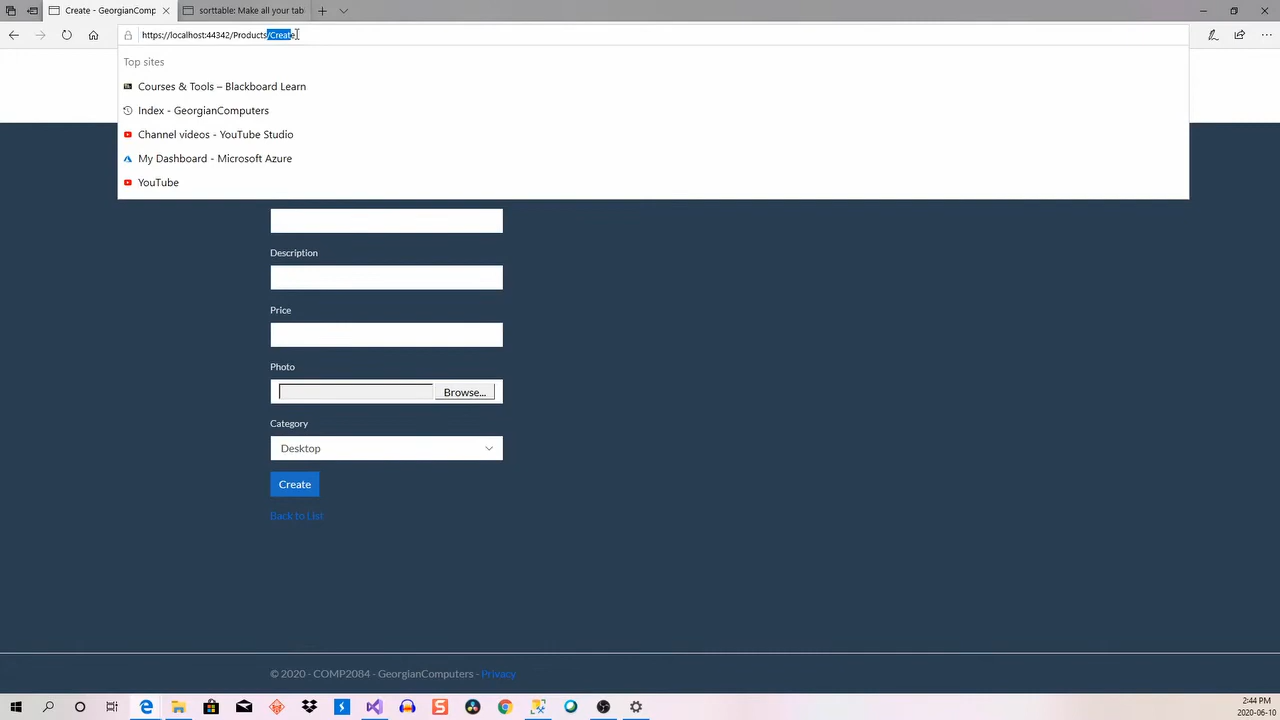 Create - GeorgianComp
sorttable: Make all your tab
https://localhost:44342/Products/Create
Top sites
Courses & Tools – Blackboard Learn
Index - GeorgianComputers
Channel videos - YouTube Studio
My Dashboard - Microsoft Azure
YouTube
Description
Price
Photo
Browse...
Category
Desktop
Create
Back to List
© 2020 - COMP2084 - GeorgianComputers - Privacy
2:44 PM
2020-06-10